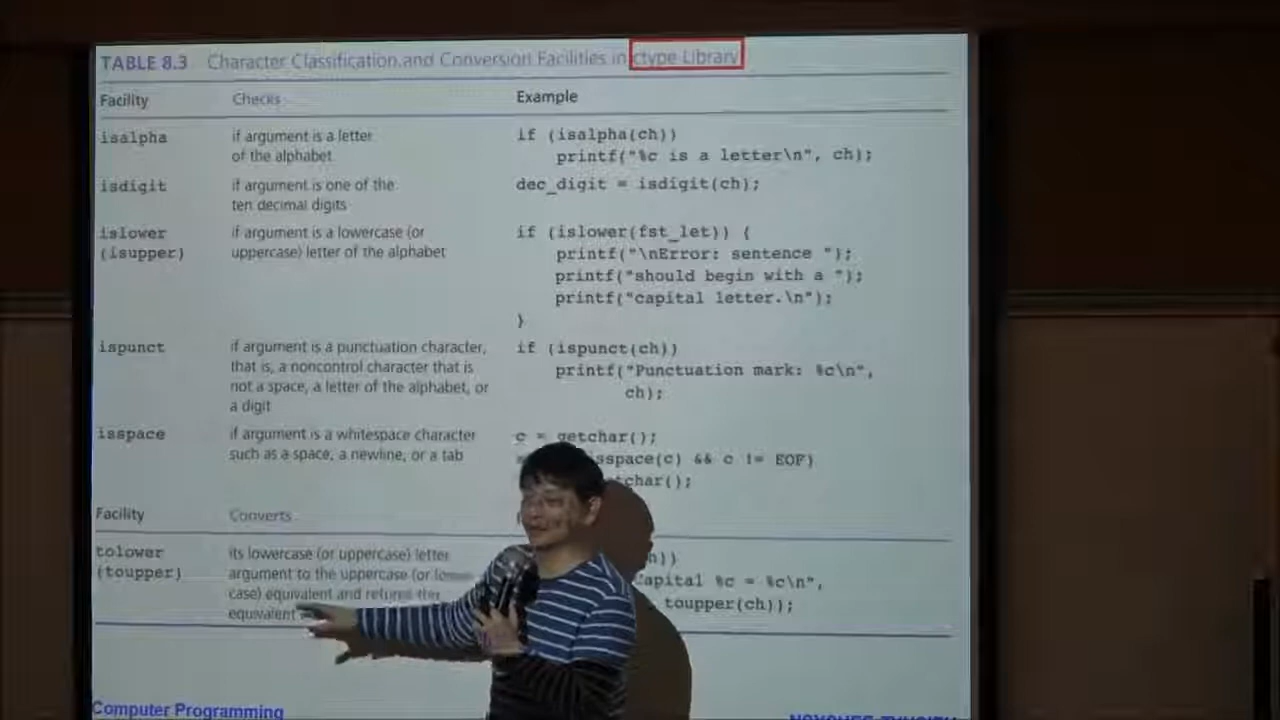 TABLE 8.3 Character Classification and Conversion Facilities in ctype Library
Facility Checks Example
isalpha if argument is a letter if (isalpha(ch))
of the alphabet printf("%c is a letter\n", ch);
isdigit if argument is one of the dec_digit = isdigit(ch);
ten decimal digits
islower if argument is a lowercase (or if (islower(fst_let)) {
(isupper) uppercase) letter of the alphabet printf("\nError: sentence ");
printf("should begin with a ");
printf("capital letter.\n");
}
ispunct if argument is a punctuation character, if (ispunct(ch))
that is, a noncontrol character that is printf("Punctuation mark: %c\n",
not a space, a letter of the alphabet, or ch);
a digit
isspace if argument is a whitespace character c = getchar();
such as a space, a newline, or a tab isspace(c) && c != EOF)
tchar();
Facility Converts
tolower its lowercase (or uppercase) letter h))
(toupper) argument to the uppercase (or Capital %c = %c\n",
case) equivalent and returns , toupper(ch));
equivalent
Computer Programming